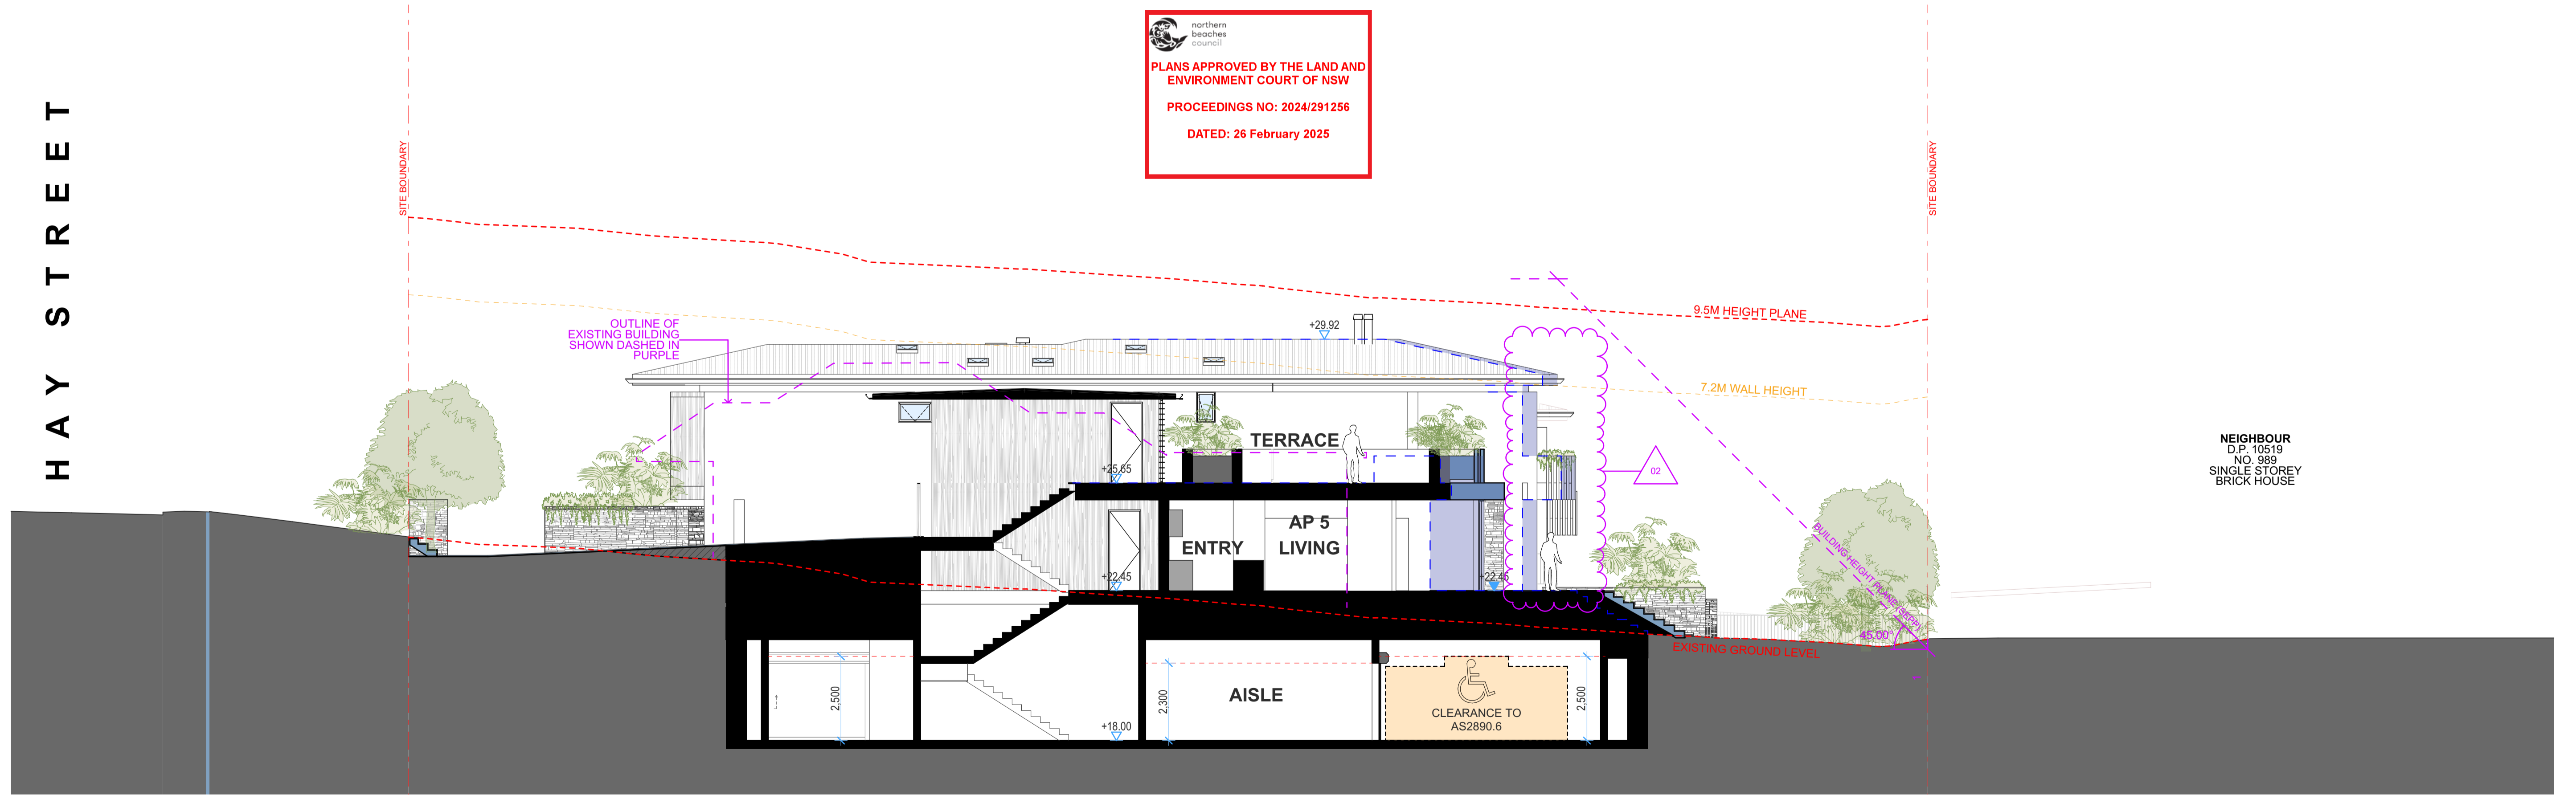 northern
beaches
council
PLANS APPROVED BY THE LAND AND
ENVIRONMENT COURT OF NSW
PROCEEDINGS NO: 2024/291256
DATED: 26 February 2025
HAY STREET
SITE BOUNDARY
SITE BOUNDARY
9.5M HEIGHT PLANE
OUTLINE OF
EXISTING BUILDING
SHOWN DASHED IN
PURPLE
+29.92
7.2M WALL HEIGHT
TERRACE
+25.65
02
NEIGHBOUR
D.P. 10519
NO. 989
SINGLE STOREY
BRICK HOUSE
AP 5
LIVING
ENTRY
+22.45
+22.45
BUILDING HEIGHT PLANE (SEPP)
45.00°
EXISTING GROUND LEVEL
2,500
2,300
AISLE
CLEARANCE TO
AS2890.6
2,500
+18.00